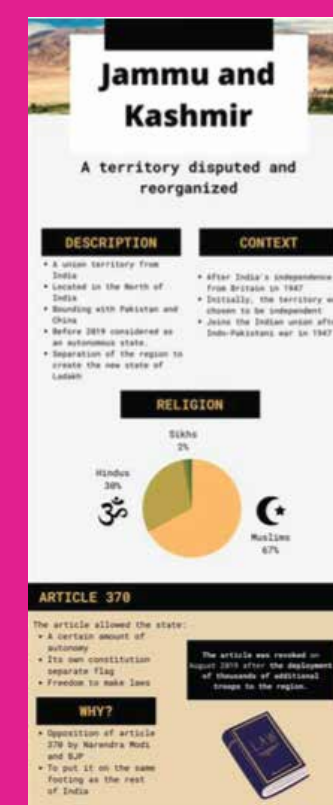 Jammu and
Kashmir
A territory disputed and
reorganized
DESCRIPTION
• A union territory from
India
• Located in the North of
India
• Bounding with Pakistan and
China
• Before 2019 considered as
an autonomous state.
• Separation of the region to
create the new state of
Ladakh
CONTEXT
• After India's independence
from Britain in 1947
• Initially, the territory
chosen to be independent
• Joins the Indian union
Indo-Pakistani war in 1947
RELIGION
Sikhs
2%
Hindus
30%
ॐ
Muslims
67%
ARTICLE 370
The article allowed the state:
• A certain amount of
autonomy
• Its own constitution
separate flag
• Freedom to make laws
The article was revoked on
August 2019 after the deployment
of thousands of additional
troops to the region.
WHY?
• Opposition of article
370 by Narendra Modi
and BJP
• To put it on the same
footing as the rest
of India
LAW